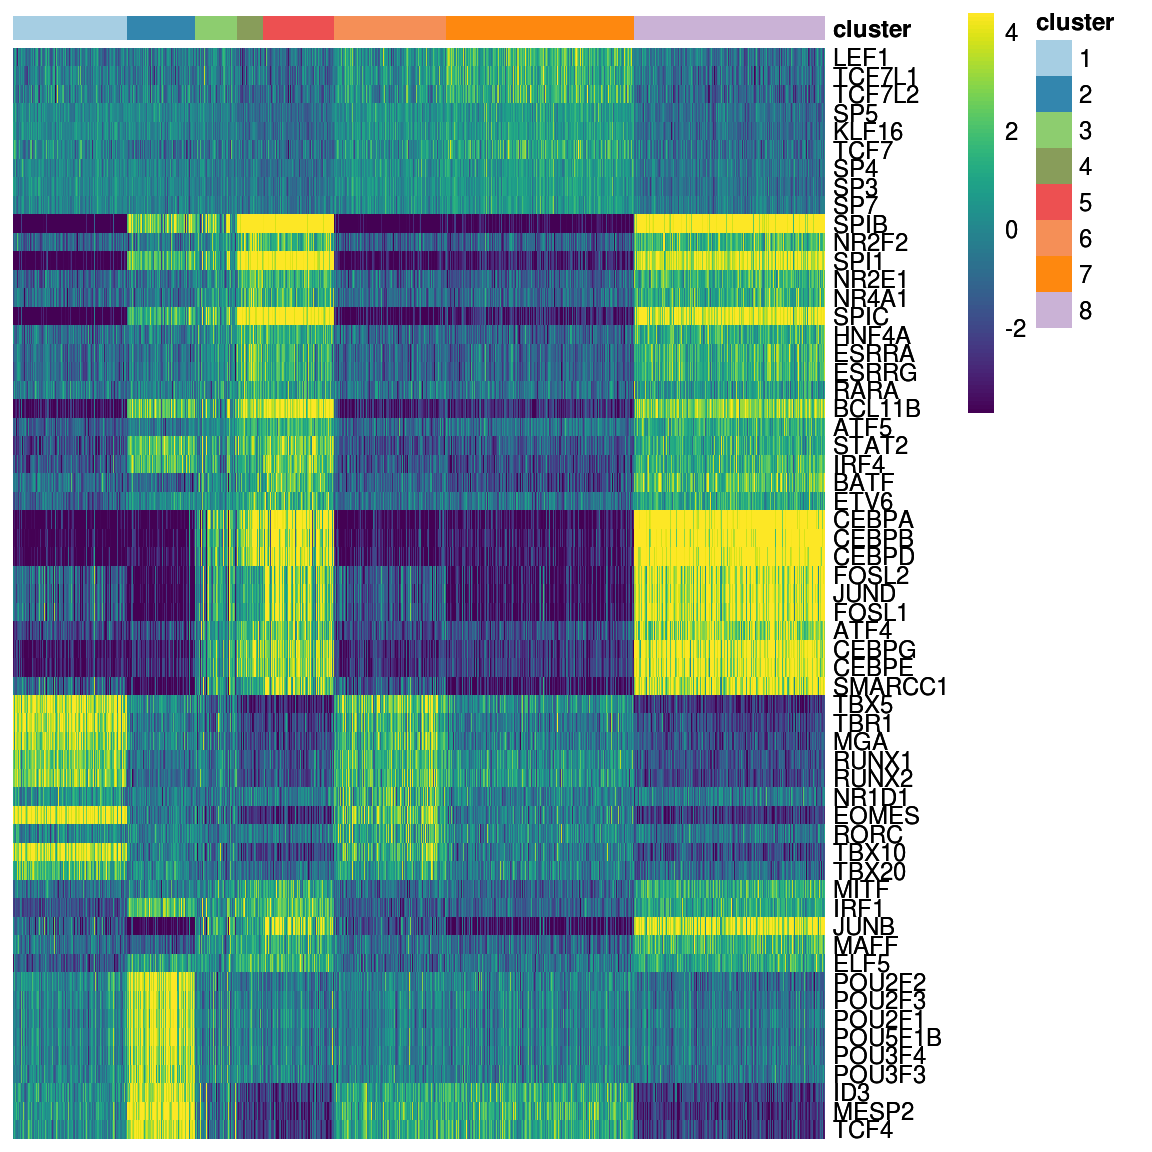 cluster
LEF1
TCF7L1
TCF7L2
SP5
KLF16
TCF7
SP4
SP3
SP7
SPIB
NR2F2
SPI1
NR2E1
NR4A1
SPIC
HNF4A
ESRRA
ESRRG
RARA
BCL11B
ATF5
STAT2
IRF4
BATF
ETV6
CEBPA
CEBPB
CEBPD
FOSL2
JUND
FOSL1
ATF4
CEBPG
CEBPE
SMARCC1
TBX5
TBR1
MGA
RUNX1
RUNX2
NR1D1
EOMES
RORC
TBX10
TBX20
MITF
IRF1
JUNB
MAFF
ELF5
POU2F2
POU2F3
POU2F1
POU5F1B
POU3F4
POU3F3
ID3
MESP2
TCF4
4
2
0
-2
cluster
1
2
3
4
5
6
7
8